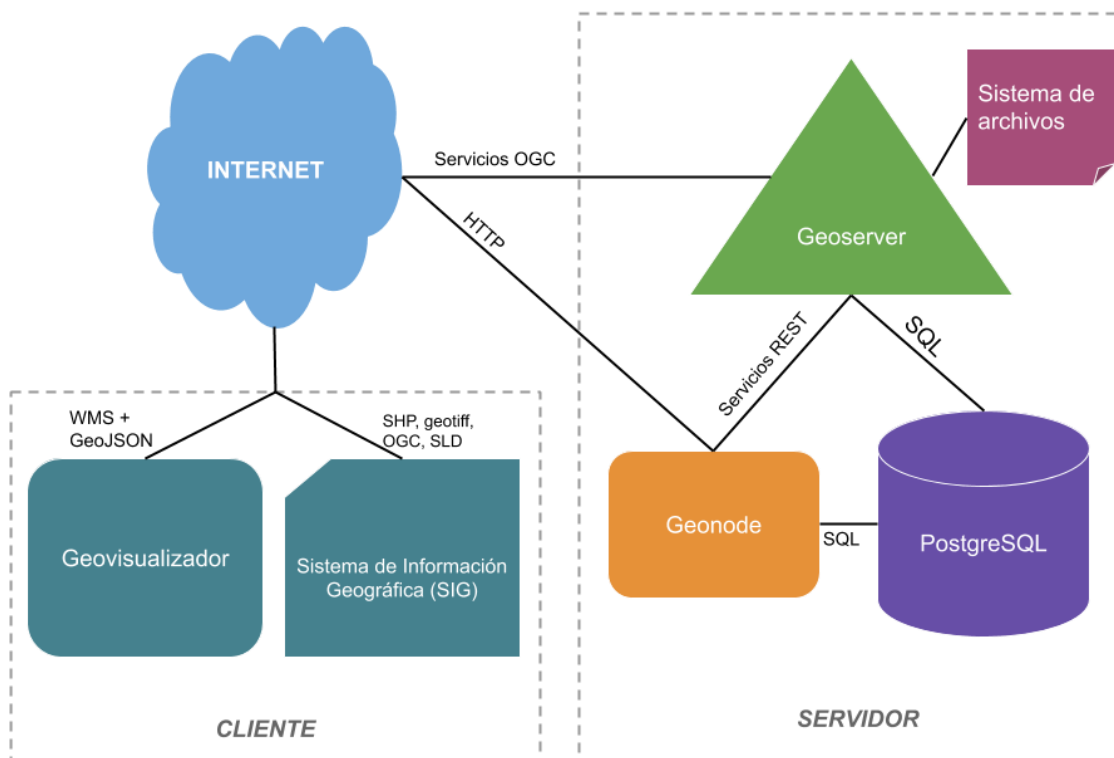 INTERNET
Servicios OGC
HTTP
Sistema de
archivos
Geoserver
Servicios REST
SQL
WMS +
GeoJSON
SHP, geotiff,
OGC, SLD
Geovisualizador
Sistema de Información
Geográfica (SIG)
Geonode
SQL
PostgreSQL
CLIENTE
SERVIDOR